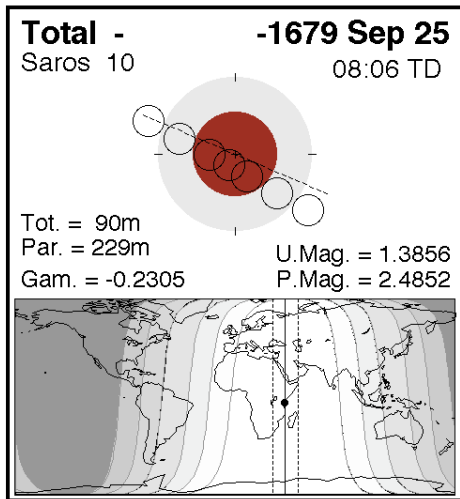 Total - -1679 Sep 25
Saros 10 08:06 TD
Tot. = 90m
Par. = 229m U.Mag. = 1.3856
Gam. = -0.2305 P.Mag. = 2.4852